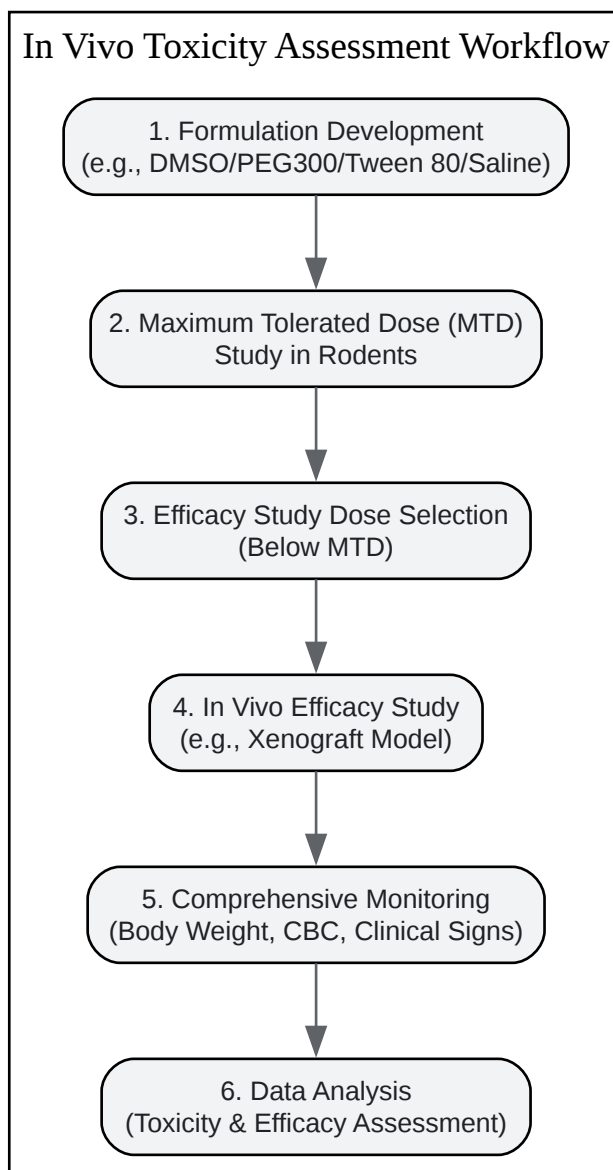 In Vivo Toxicity Assessment Workflow
1. Formulation Development
(e.g., DMSO/PEG300/Tween 80/Saline)
2. Maximum Tolerated Dose (MTD)
Study in Rodents
3. Efficacy Study Dose Selection
(Below MTD)
4. In Vivo Efficacy Study
(e.g., Xenograft Model)
5. Comprehensive Monitoring
(Body Weight, CBC, Clinical Signs)
6. Data Analysis
(Toxicity & Efficacy Assessment)